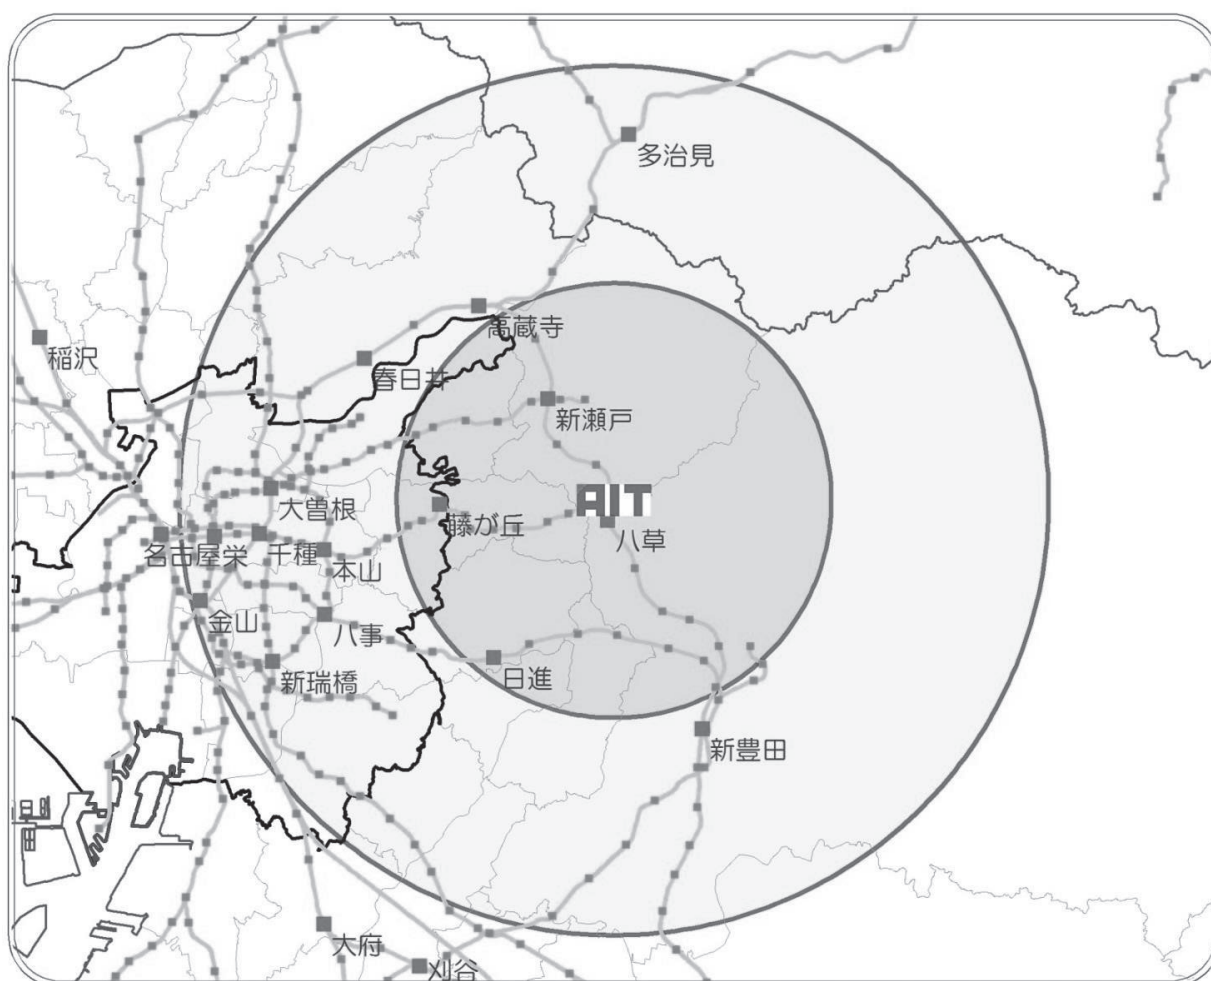 多治見
高蔵寺
稲沢
春日井
新瀬戸
大曽根
AIT
藤が丘
八草
名古屋
栄
千種
本山
金山
八事
新瑞橋
日進
新豊田
大府
刈谷